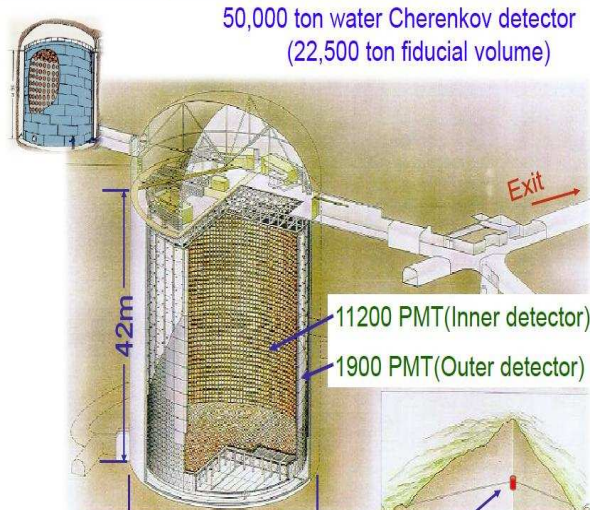 50,000 ton water Cherenkov detector
(22,500 ton fiducial volume)
Exit
42m
11200 PMT(Inner detector)
1900 PMT(Outer detector)